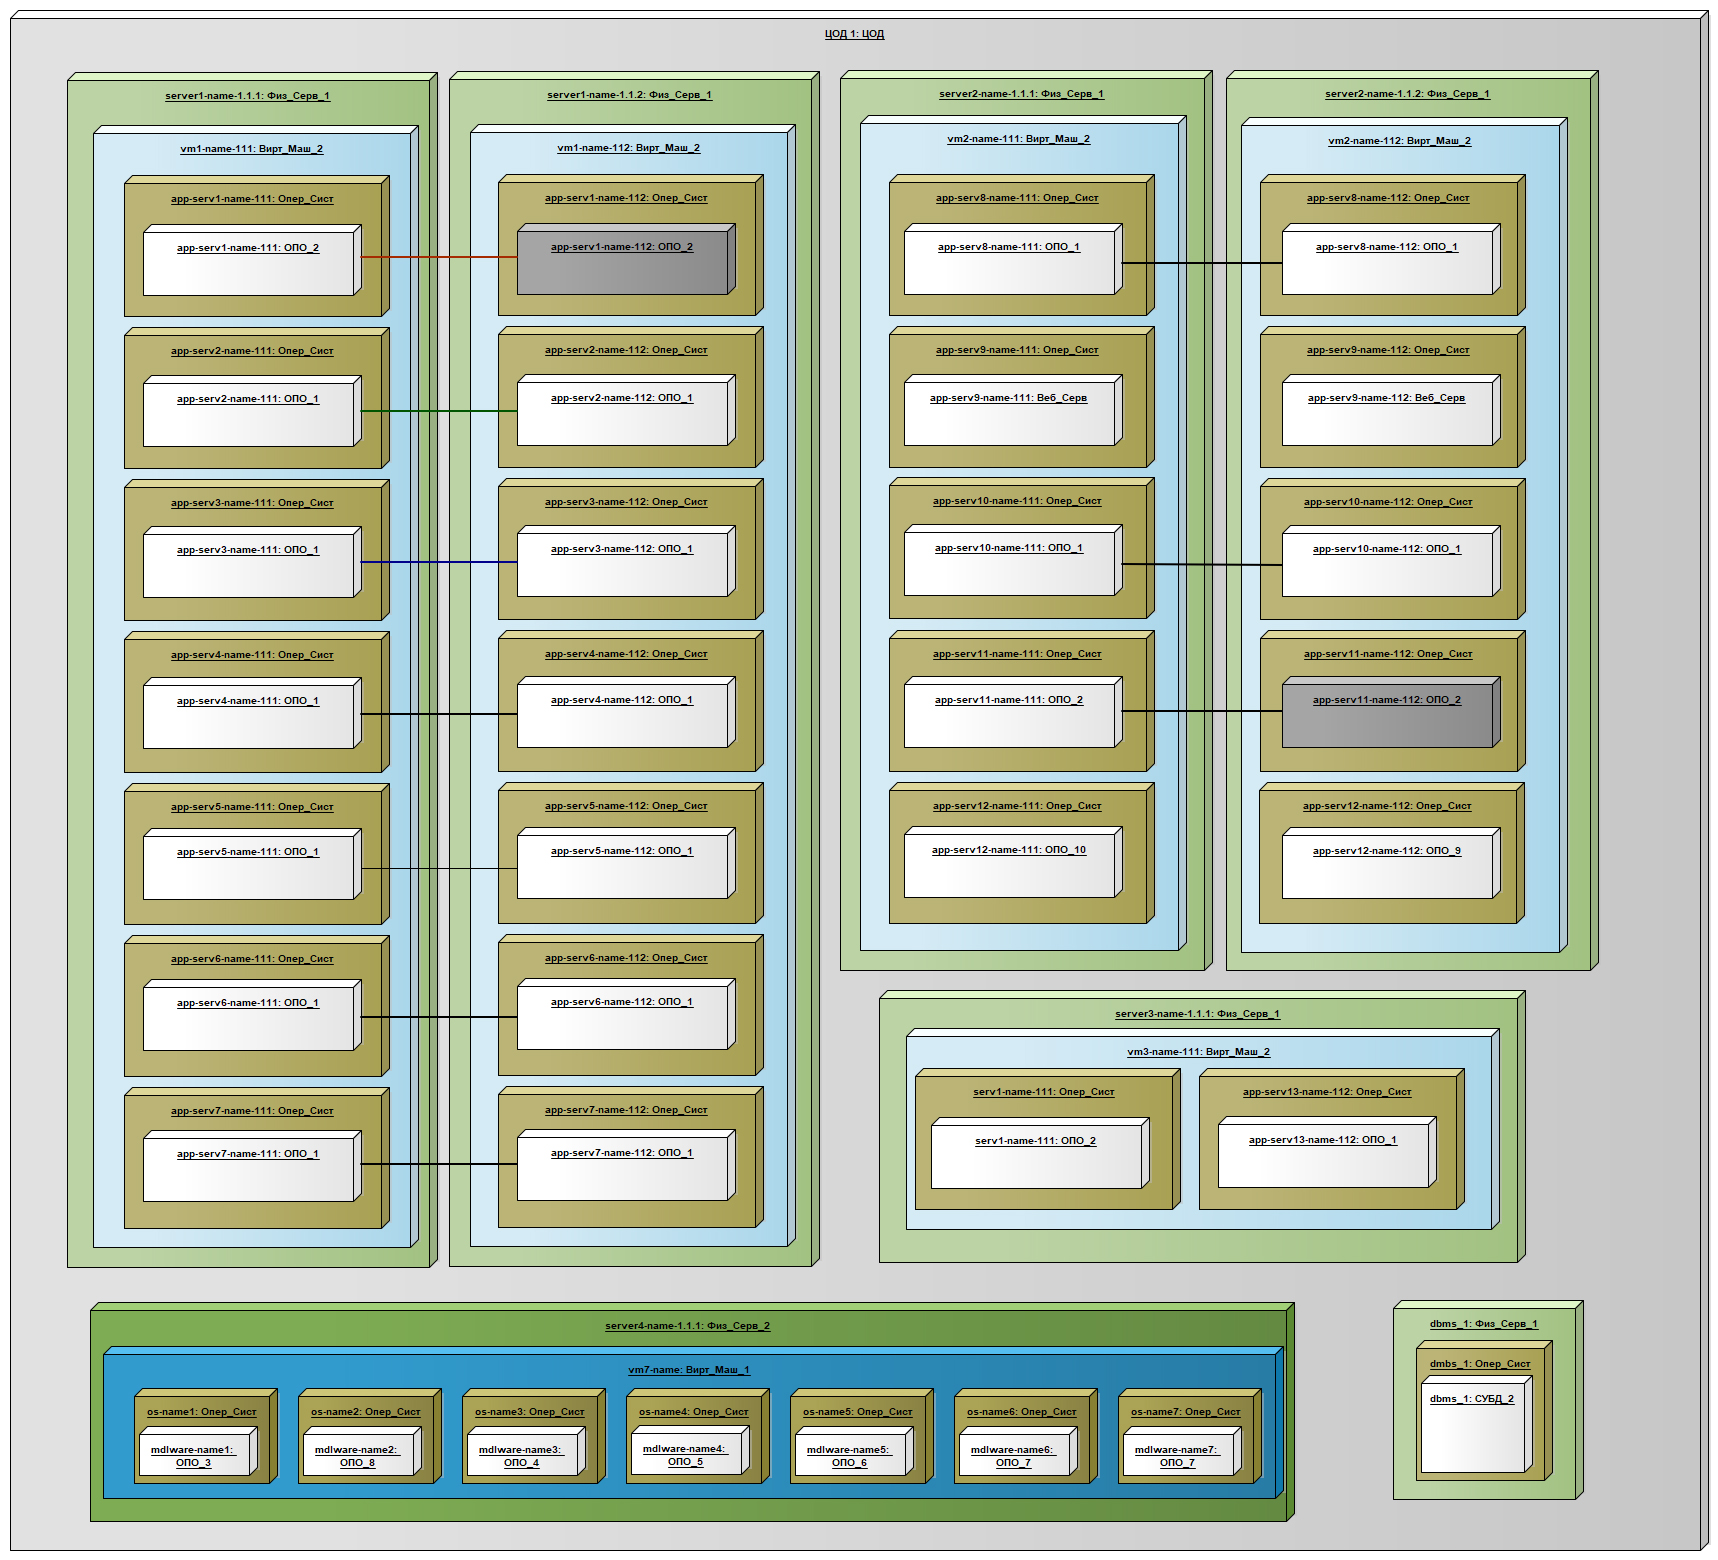 ЦОД 1: ЦОД
server1-name-1.1.1: Физ_Серв_1
vm1-name-111: Вирт_Маш_2
app-serv1-name-111: Опер_Сист
app-serv1-name-111: ОПО_2
app-serv2-name-111: Опер_Сист
app-serv2-name-111: ОПО_1
app-serv3-name-111: Опер_Сист
app-serv3-name-111: ОПО_1
app-serv4-name-111: Опер_Сист
app-serv4-name-111: ОПО_1
app-serv5-name-111: Опер_Сист
app-serv5-name-111: ОПО_1
app-serv6-name-111: Опер_Сист
app-serv6-name-111: ОПО_1
app-serv7-name-111: Опер_Сист
app-serv7-name-111: ОПО_1
server1-name-1.1.2: Физ_Серв_1
vm1-name-112: Вирт_Маш_2
app-serv1-name-112: Опер_Сист
app-serv1-name-112: ОПО_2
app-serv2-name-112: Опер_Сист
app-serv2-name-112: ОПО_1
app-serv3-name-112: Опер_Сист
app-serv3-name-112: ОПО_1
app-serv4-name-112: Опер_Сист
app-serv4-name-112: ОПО_1
app-serv5-name-112: Опер_Сист
app-serv5-name-112: ОПО_1
app-serv6-name-112: Опер_Сист
app-serv6-name-112: ОПО_1
app-serv7-name-112: Опер_Сист
app-serv7-name-112: ОПО_1
server2-name-1.1.1: Физ_Серв_1
vm2-name-111: Вирт_Маш_2
app-serv8-name-111: Опер_Сист
app-serv8-name-111: ОПО_1
app-serv9-name-111: Опер_Сист
app-serv9-name-111: Веб_Серв
app-serv10-name-111: Опер_Сист
app-serv10-name-111: ОПО_1
app-serv11-name-111: Опер_Сист
app-serv11-name-111: ОПО_2
app-serv12-name-111: Опер_Сист
app-serv12-name-111: ОПО_10
server2-name-1.1.2: Физ_Серв_1
vm2-name-112: Вирт_Маш_2
app-serv8-name-112: Опер_Сист
app-serv8-name-112: ОПО_1
app-serv9-name-112: Опер_Сист
app-serv9-name-112: Веб_Серв
app-serv10-name-112: Опер_Сист
app-serv10-name-112: ОПО_1
app-serv11-name-112: Опер_Сист
app-serv11-name-112: ОПО_2
app-serv12-name-112: Опер_Сист
app-serv12-name-112: ОПО_9
server3-name-1.1.1: Физ_Серв_1
vm3-name-111: Вирт_Маш_2
serv1-name-111: Опер_Сист
serv1-name-111: ОПО_2
app-serv13-name-112: Опер_Сист
app-serv13-name-112: ОПО_1
server4-name-1.1.1: Физ_Серв_2
vm7-name: Вирт_Маш_1
os-name1: Опер_Сист
mdlware-name1:
ОПО_3
os-name2: Опер_Сист
mdlware-name2:
ОПО_8
os-name3: Опер_Сист
mdlware-name3:
ОПО_4
os-name4: Опер_Сист
mdlware-name4:
ОПО_5
os-name5: Опер_Сист
mdlware-name5:
ОПО_6
os-name6: Опер_Сист
mdlware-name6:
ОПО_7
os-name7: Опер_Сист
mdlware-name7:
ОПО_7
dbms_1: Физ_Серв_1
dmbs_1: Опер_Сист
dbms_1: СУБД_2